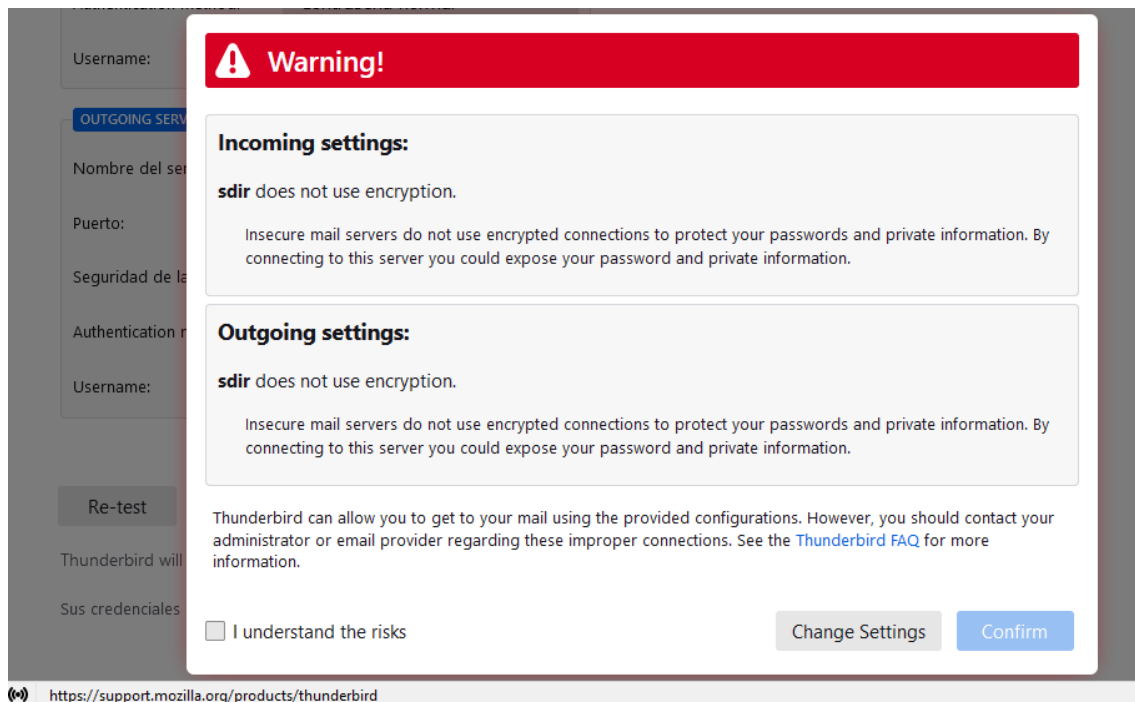 Username:
Warning!
OUTGOING SERV
Incoming settings:
Nombre del ser
sdir does not use encryption.
Puerto:
Insecure mail servers do not use encrypted connections to protect your passwords and private information. By
connecting to this server you could expose your password and private information.
Seguridad de la
Authentication r
Outgoing settings:
sdir does not use encryption.
Username:
Insecure mail servers do not use encrypted connections to protect your passwords and private information. By
connecting to this server you could expose your password and private information.
Re-test
Thunderbird can allow you to get to your mail using the provided configurations. However, you should contact your
administrator or email provider regarding these improper connections. See the Thunderbird FAQ for more
information.
Thunderbird will
Sus credenciales
I understand the risks
Change Settings
Confirm
https://support.mozilla.org/products/thunderbird